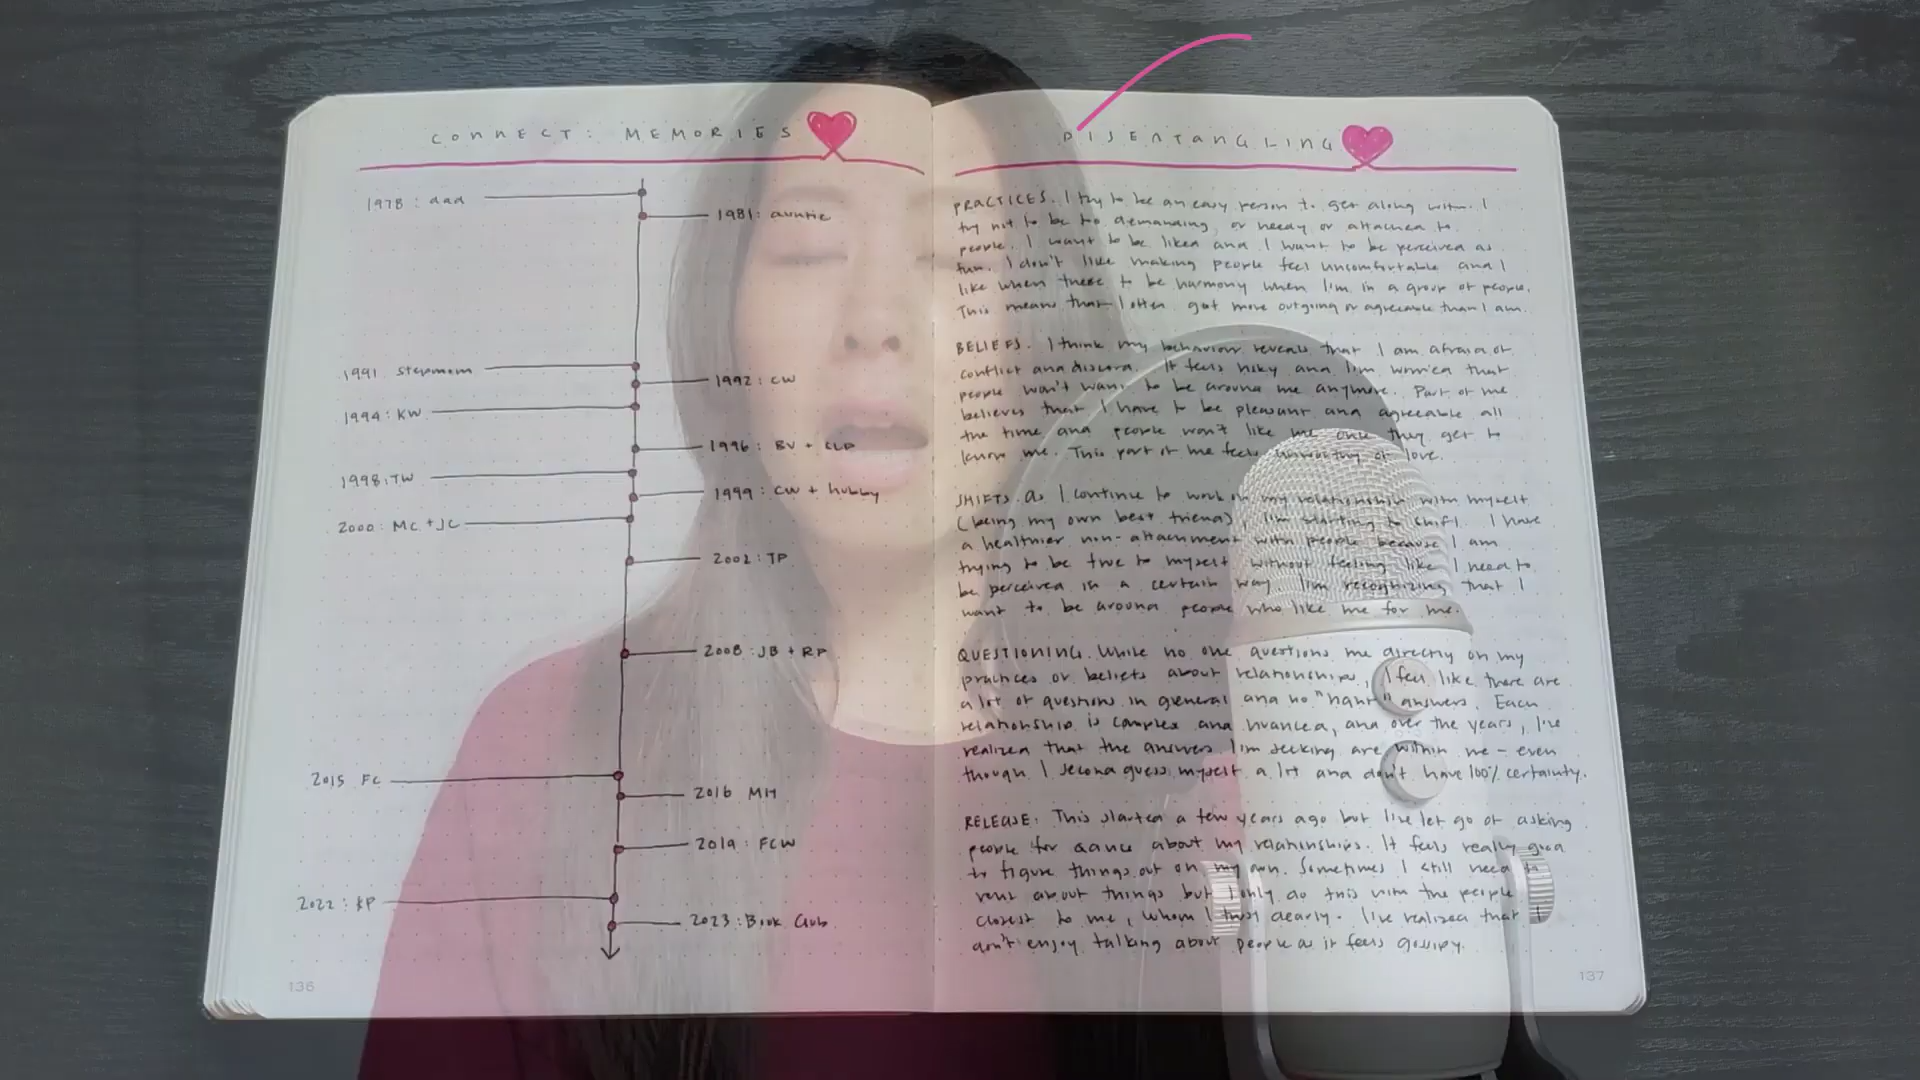 CONNECT: MEMORIES
1978: dad
1981: auntie
1991 stepmom
1992: CW
1994: KW
1996: BV + CLP
1998: TW
1999: CW + hubby
2000: MC + JC
2002: TP
2008: JB + RP
2015 FC
2016 MH
2019: FCW
2022: KP
2023: Book Club
136
DISENTANGLING
PRACTICES. I try to be an easy person to get along with. I
try not to be too demanding, or needy or attached to
people. I want to be liked and I want to be perceived as
fun. I don't like making people feel uncomfortable and I
like when there to be harmony when I'm in a group of people.
This means that I often get more outgoing or agreeable than I am.
BELIEFS. I think my behavior reveals that I am afraid of
conflict and discord. It feels risky and I'm worried that
people won't want to be around me anymore. Part of me
believes that I have to be pleasant and agreeable all
the time and people won't like me once they get to
know me. This part of me feels unworthy of love.
SHIFTS. As I continue to work on my relationship with myself
(being my own best friend), I'm starting to shift. I have
a healthier non-attachment with people because I am
trying to be true to myself without feeling like I need to
be perceived in a certain way. I'm recognizing that I
want to be around people who like me for me.
QUESTIONING. While no one questions me directly on my
practices or beliefs about relationships, I feel like there are
a lot of questions in general and no "right" answers. Each
relationship is complex and nuanced, and over the years, I've
realized that the answers I'm seeking are within me - even
though I second guess myself a lot and don't have 100% certainty.
RELEASE: This started a few years ago but I've let go of asking
people for advice about my relationships. It feels really good
to figure things out on my own. Sometimes I still need to
vent about things but I only do this with the people
closest to me, whom I trust dearly. I've realized that I
don't enjoy talking about people as it feels gossipy.
137